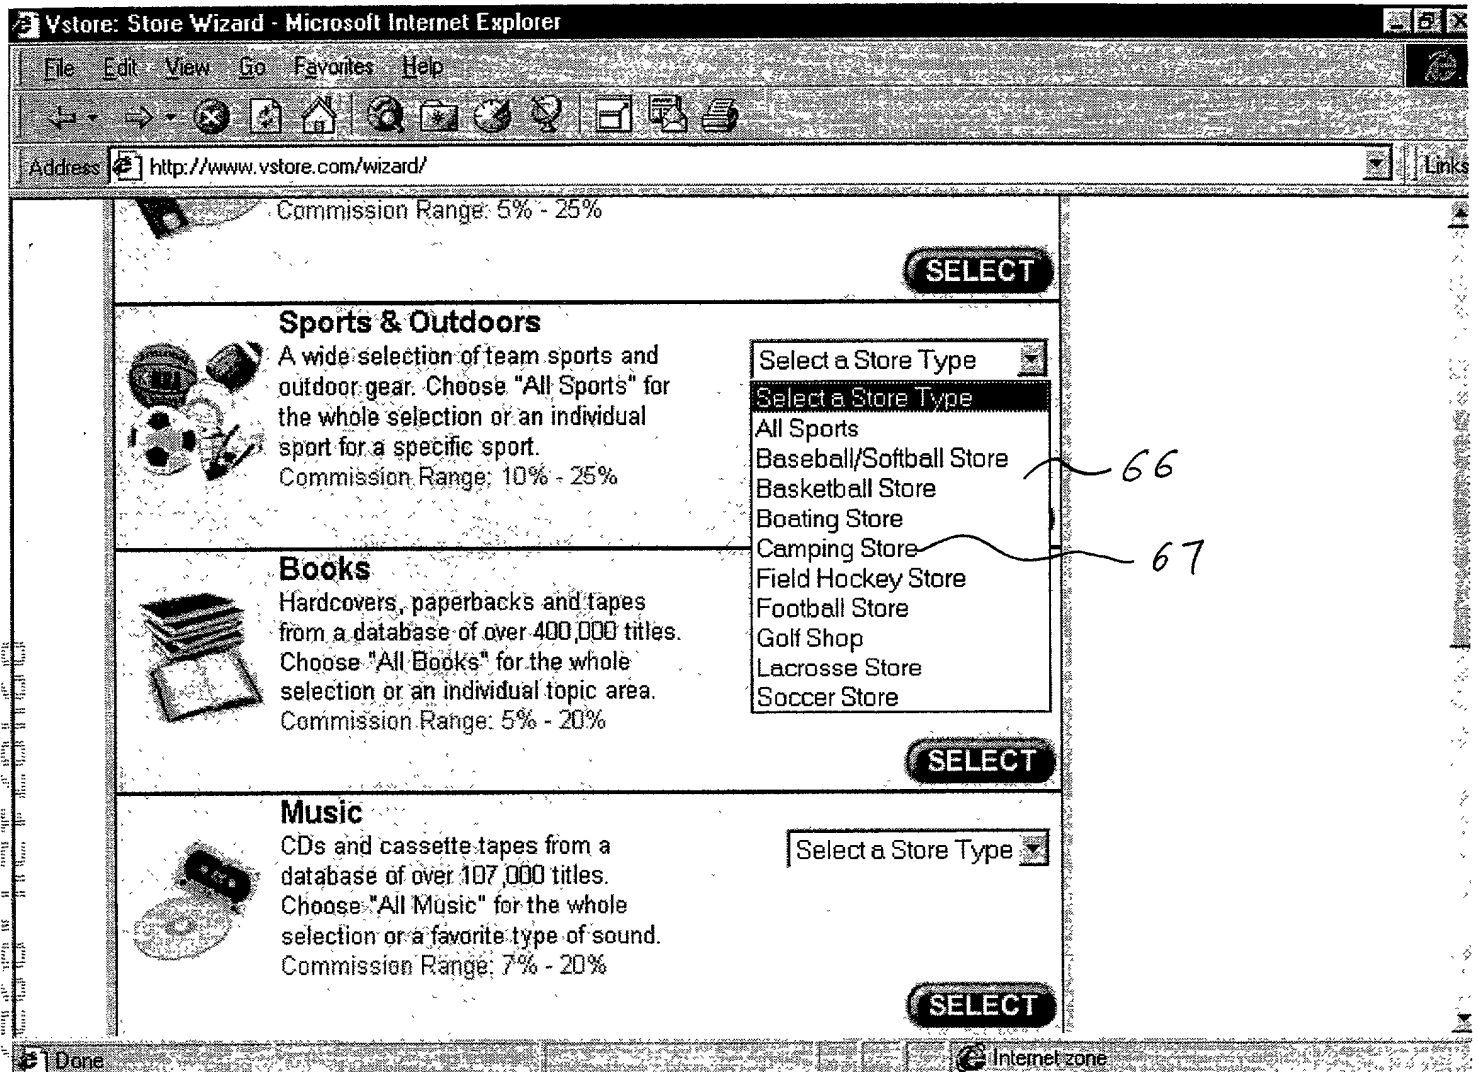 Vstore: Store Wizard - Microsoft Internet Explorer
File Edit View Go Favorites Help
Address http://www.vstore.com/wizard/ Links
Commission Range: 5% - 25%
SELECT
Sports & Outdoors
A wide selection of team sports and
outdoor gear. Choose "All Sports" for
the whole selection or an individual
sport for a specific sport.
Commission Range: 10% - 25%
Select a Store Type
Select a Store Type
All Sports
Baseball/Softball Store
66
Basketball Store
Boating Store
Camping Store
67
Field Hockey Store
Football Store
Golf Shop
Lacrosse Store
Soccer Store
Books
Hardcovers, paperbacks and tapes
from a database of over 400,000 titles.
Choose "All Books" for the whole
selection or an individual topic area.
Commission Range: 5% - 20%
SELECT
Music
CDs and cassette tapes from a
database of over 107,000 titles.
Choose "All Music" for the whole
selection or a favorite type of sound.
Commission Range: 7% - 20%
Select a Store Type
SELECT
Done
Internet zone